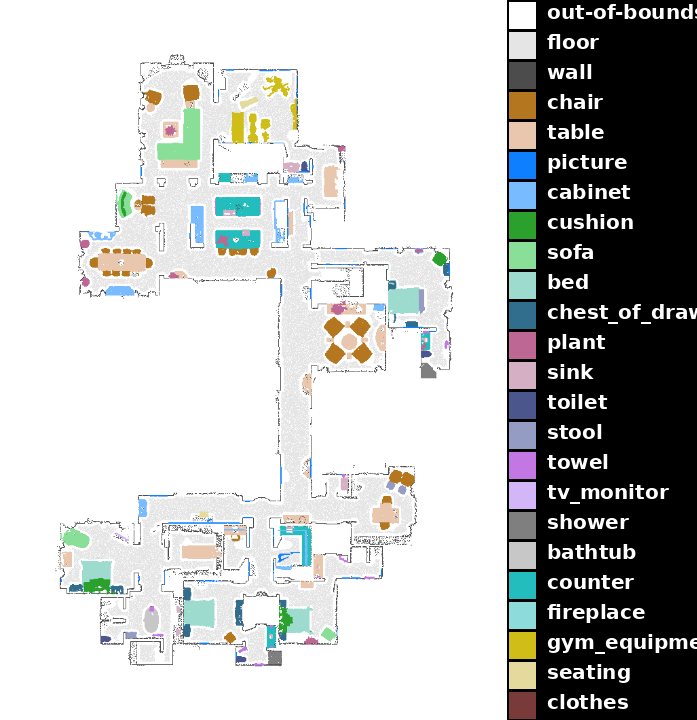 out-of-bounds
floor
wall
chair
table
picture
cabinet
cushion
sofa
bed
chest_of_draw
plant
sink
toilet
stool
towel
tv_monitor
shower
bathtub
counter
fireplace
gym_equipme
seating
clothes